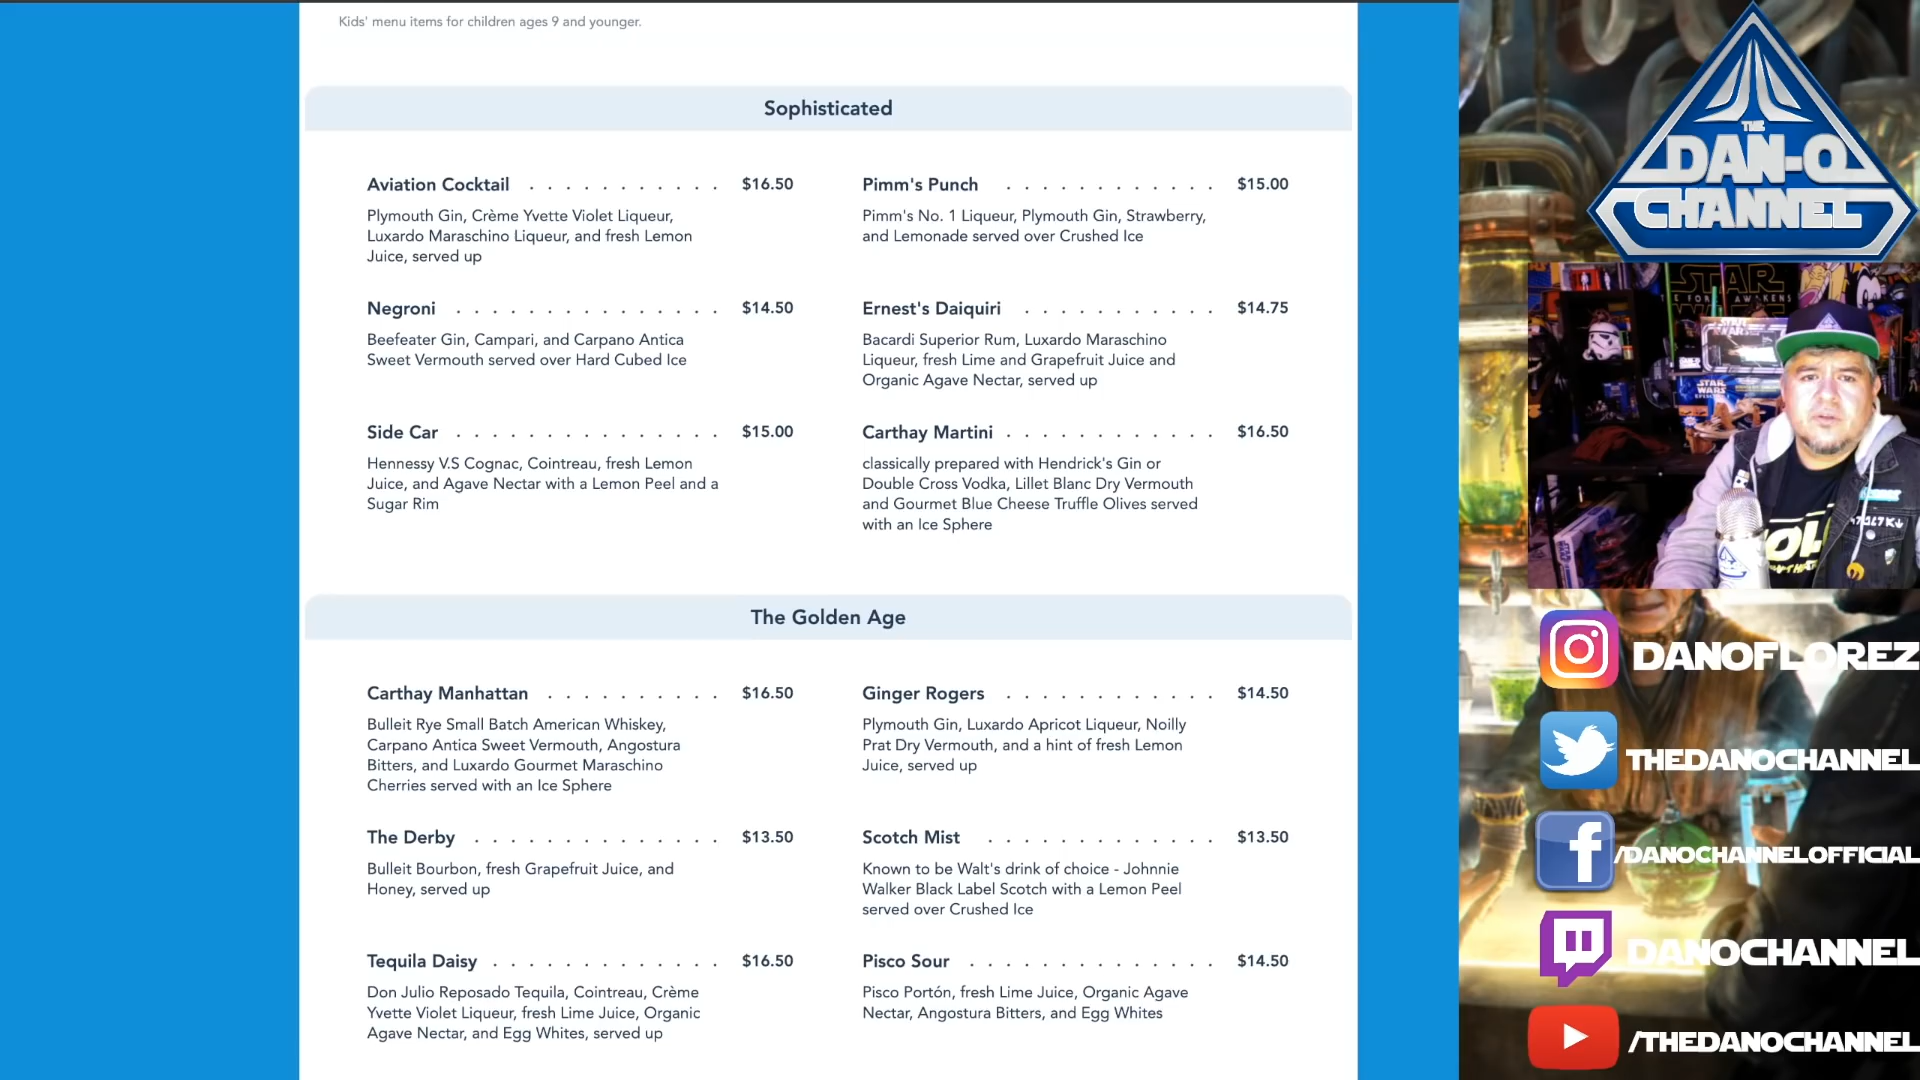 Kids' menu items for children ages 9 and younger.
Sophisticated
Aviation Cocktail . . . . . . . . . . . $16.50
Plymouth Gin, Crème Yvette Violet Liqueur,
Luxardo Maraschino Liqueur, and fresh Lemon
Juice, served up
Pimm's Punch . . . . . . . . . . . . $15.00
Pimm's No. 1 Liqueur, Plymouth Gin, Strawberry,
and Lemonade served over Crushed Ice
Negroni . . . . . . . . . . . . . . . $14.50
Beefeater Gin, Campari, and Carpano Antica
Sweet Vermouth served over Hard Cubed Ice
Ernest's Daiquiri . . . . . . . . . . . $14.75
Bacardi Superior Rum, Luxardo Maraschino
Liqueur, fresh Lime and Grapefruit Juice and
Organic Agave Nectar, served up
Side Car . . . . . . . . . . . . . . . $15.00
Hennessy V.S Cognac, Cointreau, fresh Lemon
Juice, and Agave Nectar with a Lemon Peel and a
Sugar Rim
Carthay Martini . . . . . . . . . . . . $16.50
classically prepared with Hendrick's Gin or
Double Cross Vodka, Lillet Blanc Dry Vermouth
and Gourmet Blue Cheese Truffle Olives served
with an Ice Sphere
The Golden Age
Carthay Manhattan . . . . . . . . . . $16.50
Bulleit Rye Small Batch American Whiskey,
Carpano Antica Sweet Vermouth, Angostura
Bitters, and Luxardo Gourmet Maraschino
Cherries served with an Ice Sphere
Ginger Rogers . . . . . . . . . . . . $14.50
Plymouth Gin, Luxardo Apricot Liqueur, Noilly
Prat Dry Vermouth, and a hint of fresh Lemon
Juice, served up
The Derby . . . . . . . . . . . . . . $13.50
Bulleit Bourbon, fresh Grapefruit Juice, and
Honey, served up
Scotch Mist . . . . . . . . . . . . . $13.50
Known to be Walt's drink of choice - Johnnie
Walker Black Label Scotch with a Lemon Peel
served over Crushed Ice
Tequila Daisy . . . . . . . . . . . . . $16.50
Don Julio Reposado Tequila, Cointreau, Crème
Yvette Violet Liqueur, fresh Lime Juice, Organic
Agave Nectar, and Egg Whites, served up
Pisco Sour . . . . . . . . . . . . . . $14.50
Pisco Portón, fresh Lime Juice, Organic Agave
Nectar, Angostura Bitters, and Egg Whites
THE
DAN-O
CHANNEL
STAR WARS
THE FORCE AWAKENS
STAR
WARS
DANOFLOREZ
THEDANOCHANNEL
/DANOCHANNELOFFICIAL
DANOCHANNEL
/THEDANOCHANNEL